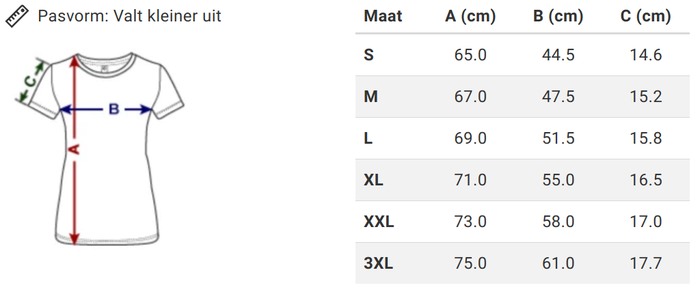 Pasvorm: Valt kleiner uit
C
B
A
Maat A (cm) B (cm) C (cm)
S 65.0 44.5 14.6
M 67.0 47.5 15.2
L 69.0 51.5 15.8
XL 71.0 55.0 16.5
XXL 73.0 58.0 17.0
3XL 75.0 61.0 17.7